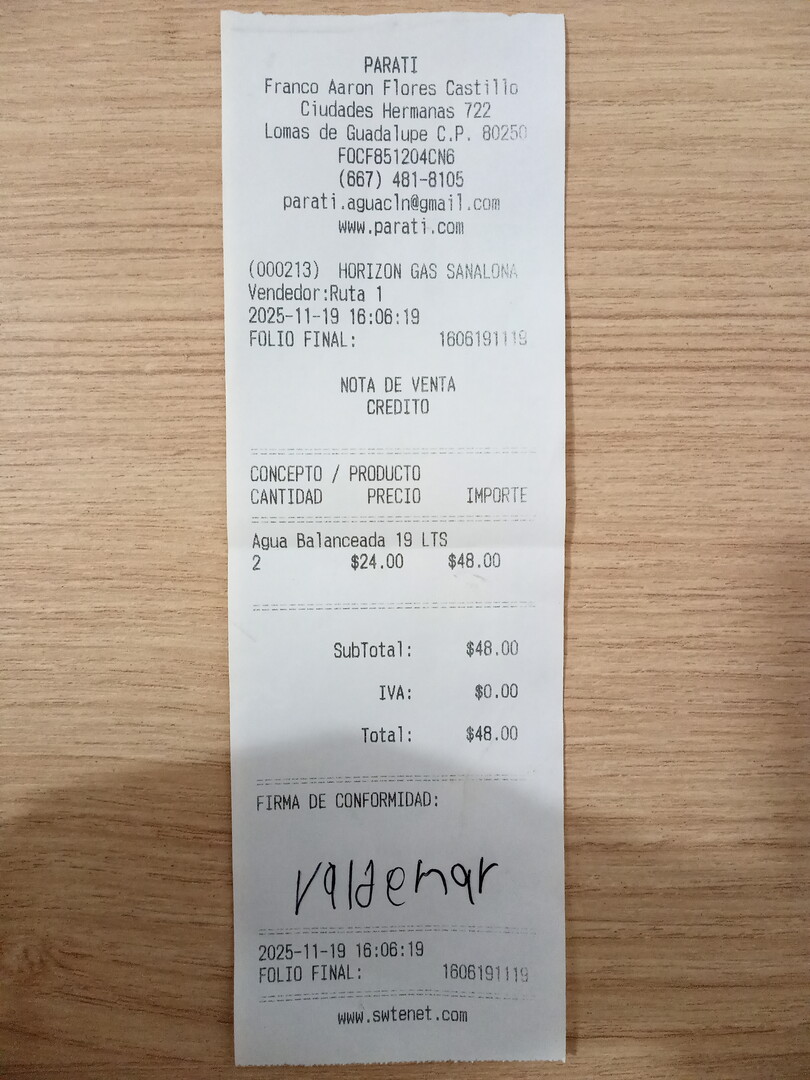 PARATI
Franco Aaron Flores Castillo
Ciudades Hermanas 722
Lomas de Guadalupe C.P. 80250
FOCF851204CN6
(667) 481-8105
parati.aguacln@gmail.com
www.parati.com
(000213) HORIZON GAS SANALONA
Vendedor:Ruta 1
2025-11-19 16:06:19
FOLIO FINAL: 1606191119
NOTA DE VENTA
CREDITO
CONCEPTO / PRODUCTO
CANTIDAD PRECIO IMPORTE
Agua Balanceada 19 LTS
2 $24.00 $48.00
SubTotal: $48.00
IVA: $0.00
Total: $48.00
FIRMA DE CONFORMIDAD:
Valdemar
2025-11-19 16:06:19
FOLIO FINAL: 1606191119
www.swtenet.com